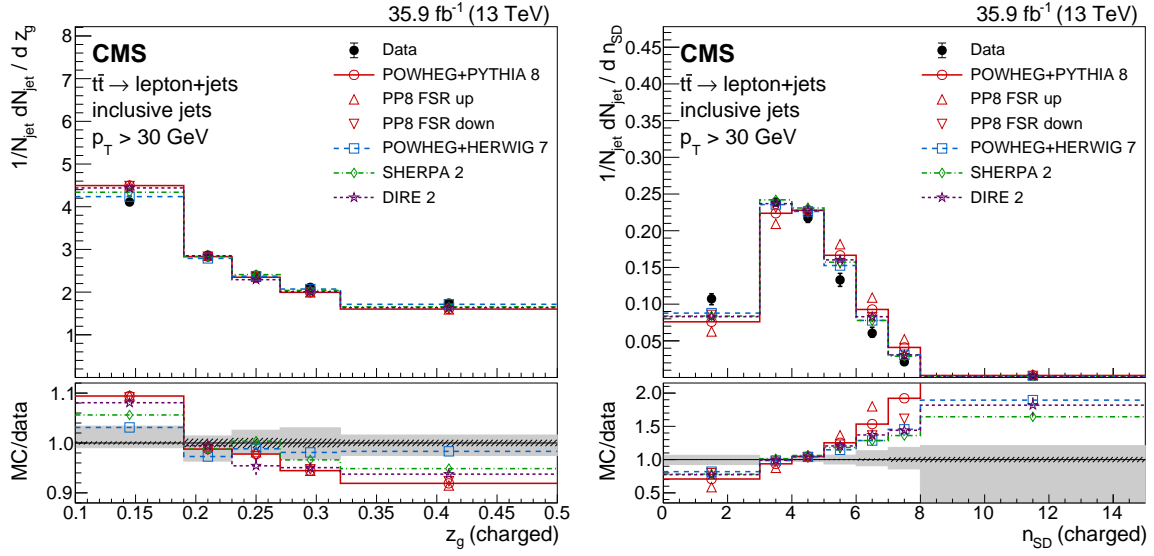 35.9 fb⁻¹ (13 TeV)
1/N_jet dN_jet / d z_g
8
7
6
5
4
3
2
1
CMS
tt̄ → lepton+jets
inclusive jets
p_T > 30 GeV
Data
POWHEG+PYTHIA 8
PP8 FSR up
PP8 FSR down
POWHEG+HERWIG 7
SHERPA 2
DIRE 2
MC/data
1.1
1.0
0.9
0.1 0.15 0.2 0.25 0.3 0.35 0.4 0.45 0.5
z_g (charged)
35.9 fb⁻¹ (13 TeV)
1/N_jet dN_jet / d n_SD
0.45
0.40
0.35
0.30
0.25
0.20
0.15
0.10
0.05
0.00
CMS
tt̄ → lepton+jets
inclusive jets
p_T > 30 GeV
Data
POWHEG+PYTHIA 8
PP8 FSR up
PP8 FSR down
POWHEG+HERWIG 7
SHERPA 2
DIRE 2
MC/data
2.0
1.5
1.0
0.5
0 2 4 6 8 10 12 14
n_SD (charged)